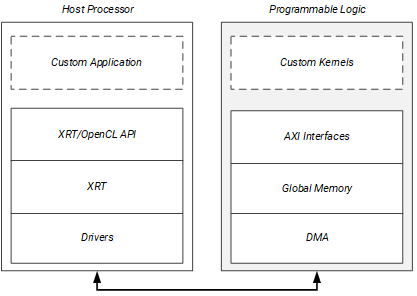 Host Processor
Custom Application
XRT/OpenCL API
XRT
Drivers
Programmable Logic
Custom Kernels
AXI Interfaces
Global Memory
DMA